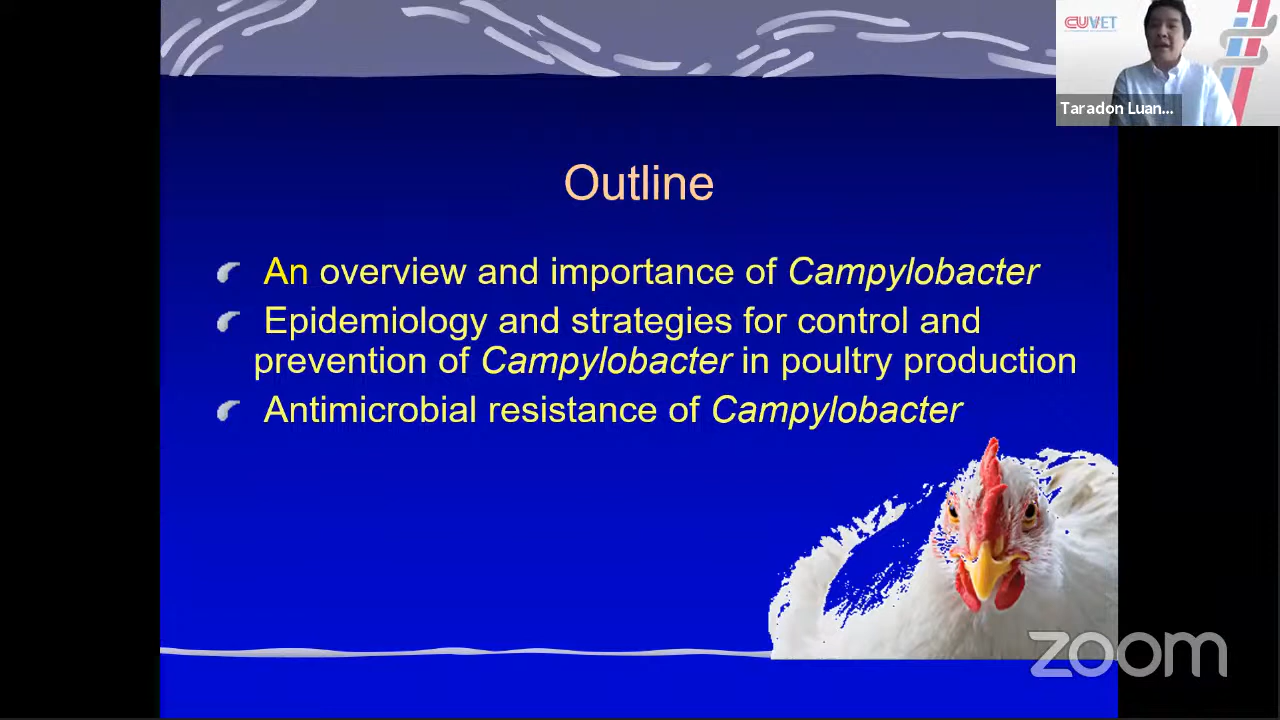 CUVET
Taradon Luan...
Outline
An overview and importance of Campylobacter
Epidemiology and strategies for control and
prevention of Campylobacter in poultry production
Antimicrobial resistance of Campylobacter
zoom